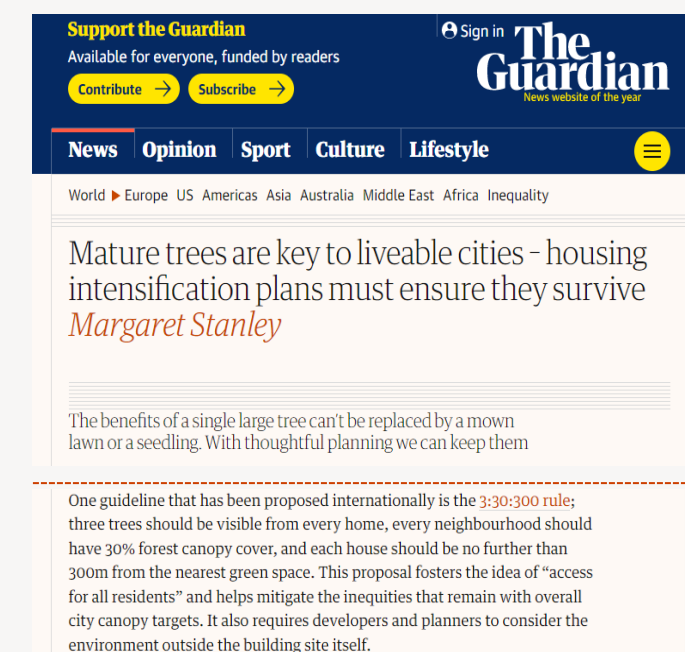 Support the Guardian
Available for everyone, funded by readers
Contribute → Subscribe →
Sign in
The
Guardian
News website of the year
News Opinion Sport Culture Lifestyle
World Europe US Americas Asia Australia Middle East Africa Inequality
Mature trees are key to liveable cities – housing
intensification plans must ensure they survive
Margaret Stanley
The benefits of a single large tree can’t be replaced by a mown
lawn or a seedling. With thoughtful planning we can keep them
One guideline that has been proposed internationally is the 3:30:300 rule;
three trees should be visible from every home, every neighbourhood should
have 30% forest canopy cover, and each house should be no further than
300m from the nearest green space. This proposal fosters the idea of “access
for all residents” and helps mitigate the inequities that remain with overall
city canopy targets. It also requires developers and planners to consider the
environment outside the building site itself.